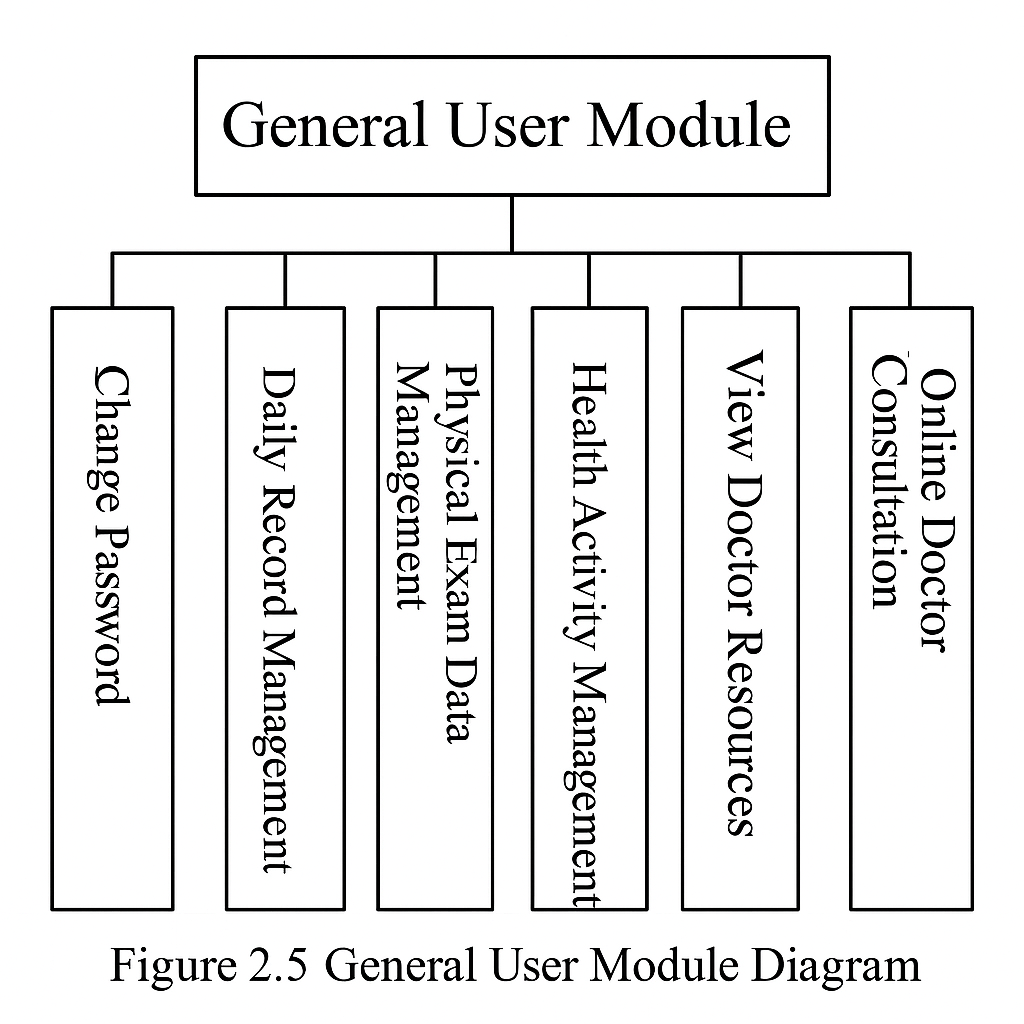 General User Module
Change Password
Daily Record Management
Physical Exam Data
Management
Health Activity Management
View Doctor Resources
Online Doctor
Consultation
Figure 2.5 General User Module Diagram